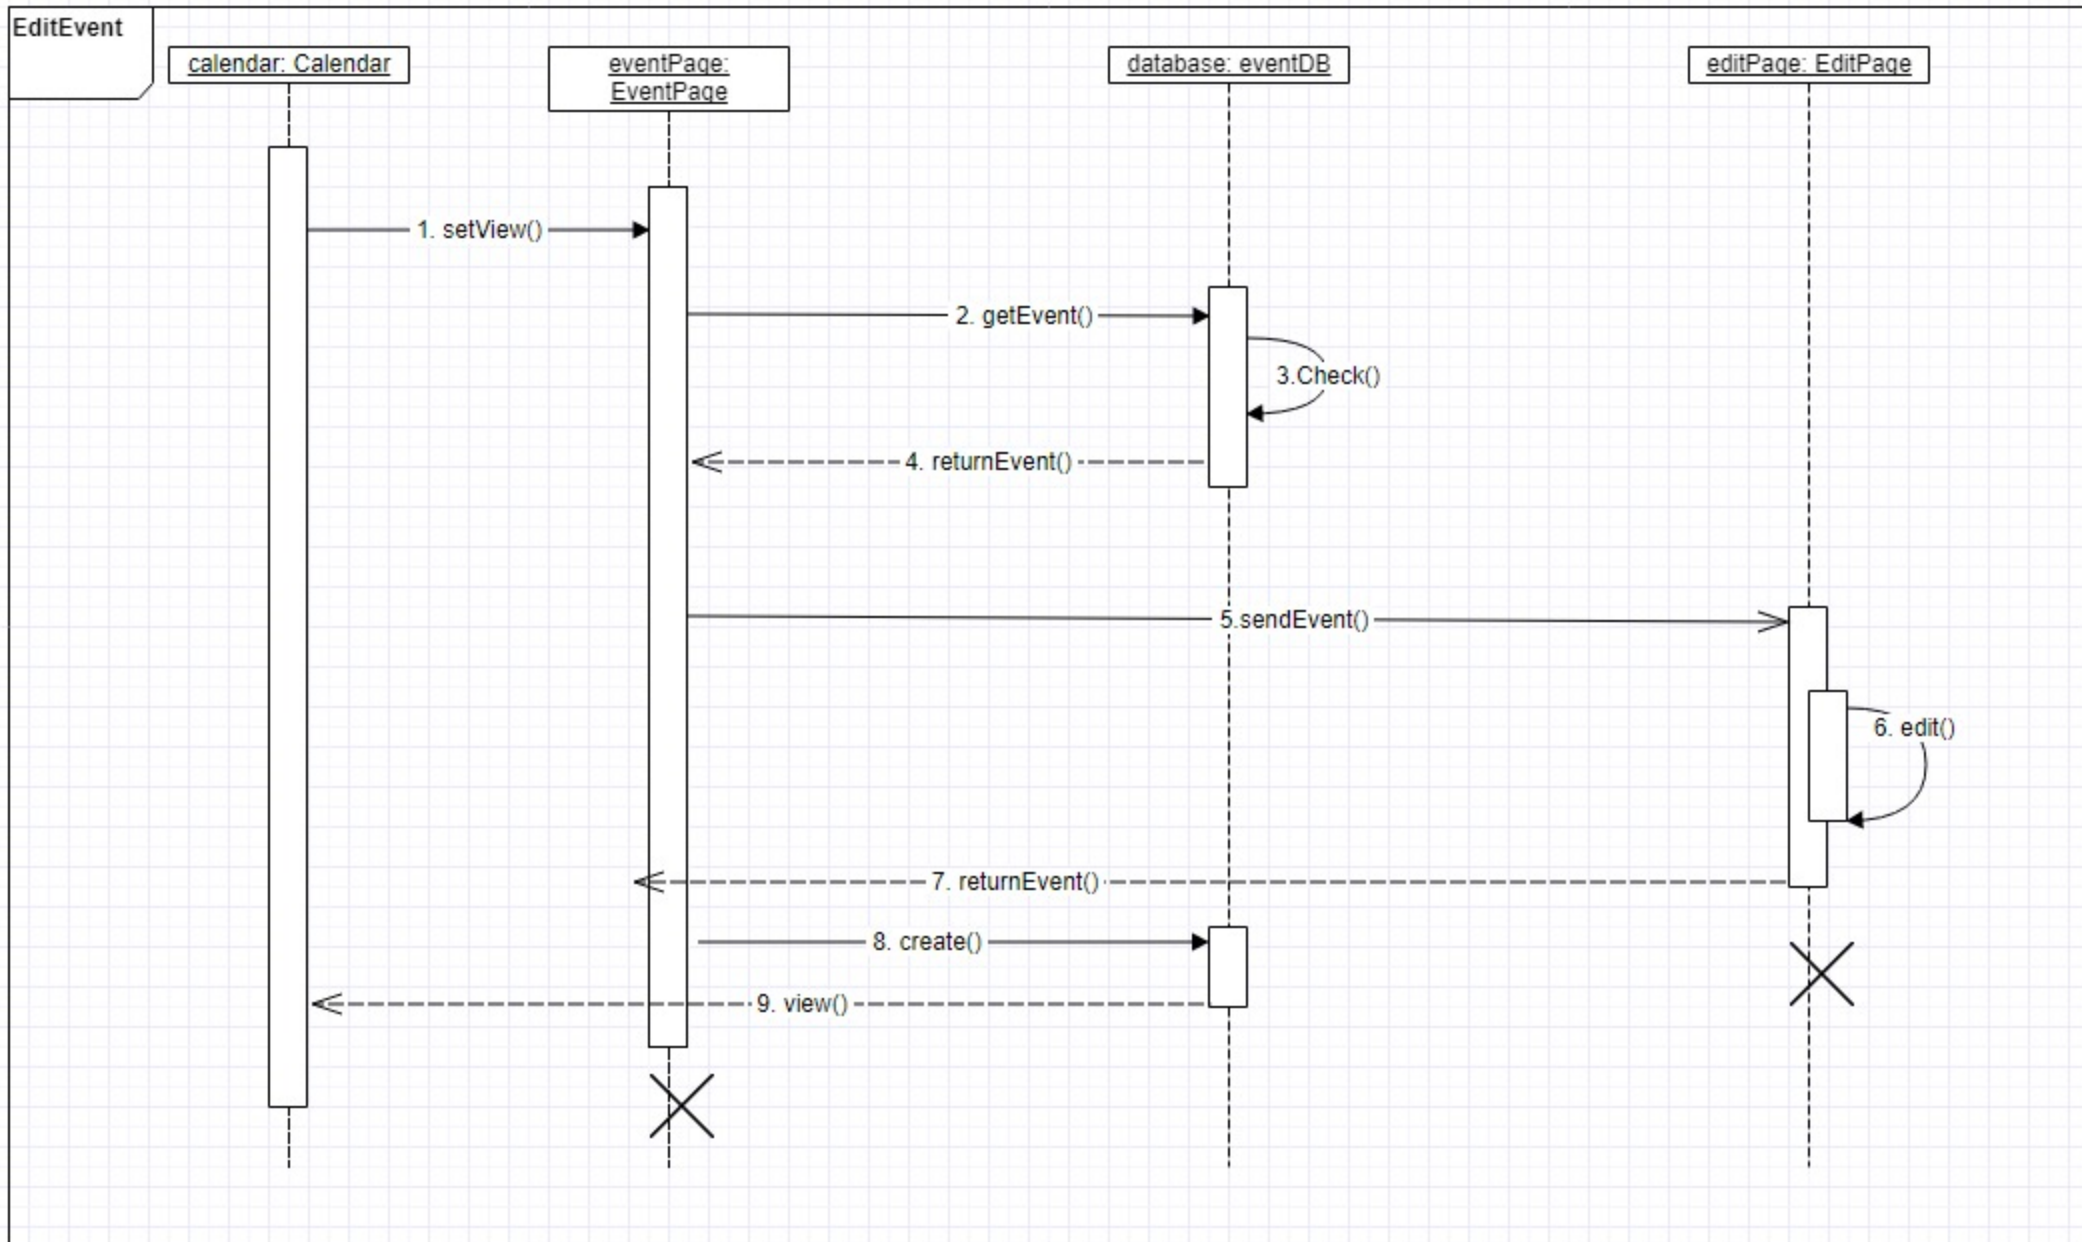 EditEvent
calendar: Calendar
eventPage:
EventPage
database: eventDB
editPage: EditPage
1. setView()
2. getEvent()
3.Check()
4. returnEvent()
5.sendEvent()
6. edit()
7. returnEvent()
8. create()
9. view()